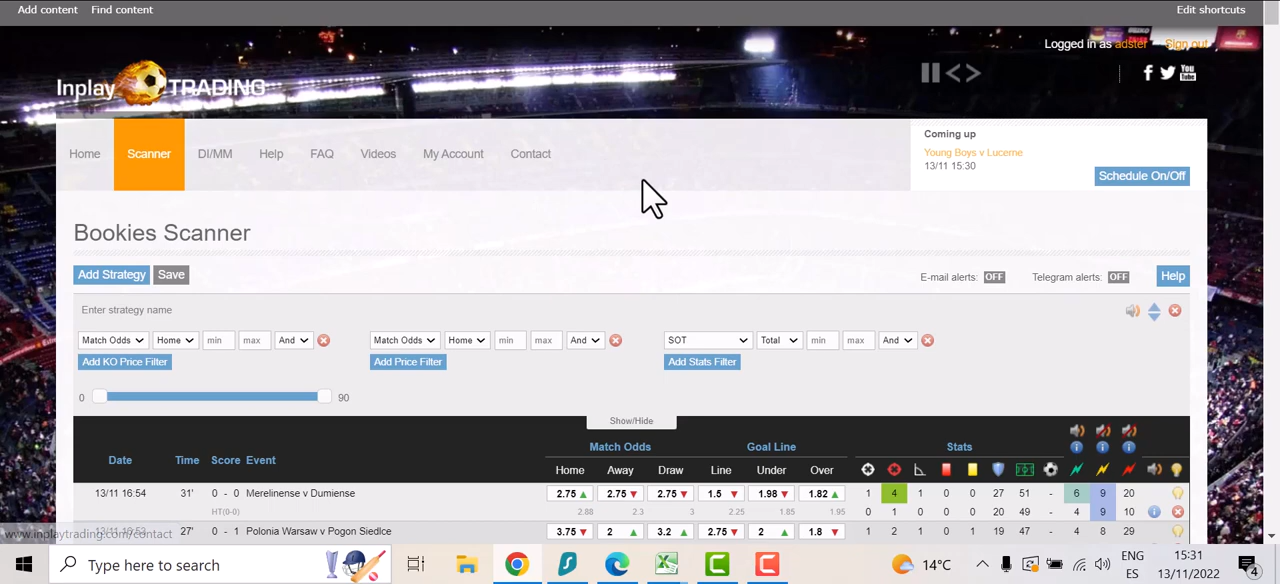 Add content Find content Edit shortcuts
Logged in as adster Sign out
Inplay TRADING
You Tube
Home Scanner DI/MM Help FAQ Videos My Account Contact
Coming up
Young Boys v Lucerne
13/11 15:30
Schedule On/Off
Bookies Scanner
Add Strategy Save E-mail alerts: OFF Telegram alerts: OFF Help
Enter strategy name
Match Odds Home min max And Match Odds Home min max And SOT Total min max And
Add KO Price Filter Add Price Filter Add Stats Filter
0 90
Show/Hide
Match Odds Goal Line Stats
Date Time Score Event Home Away Draw Line Under Over
13/11 16:54 31' 0 - 0 Merelinense v Dumiense 2.75 2.75 2.75 1.5 1.98 1.82 1 4 1 0 0 27 51 - 6 9 20
HT(0-0) 2.88 2.3 3 2.25 1.85 1.95 0 1 0 0 0 20 49 - 4 9 10
13/11 16:53 27' 0 - 1 Polonia Warsaw v Pogon Siedlce 3.75 2 3.2 2.75 2 1.8 1 2 1 0 1 19 47 - 4 8 29
www.inplaytrading.com/contact
Type here to search 14°C ENG 15:31
ES 13/11/2022 4